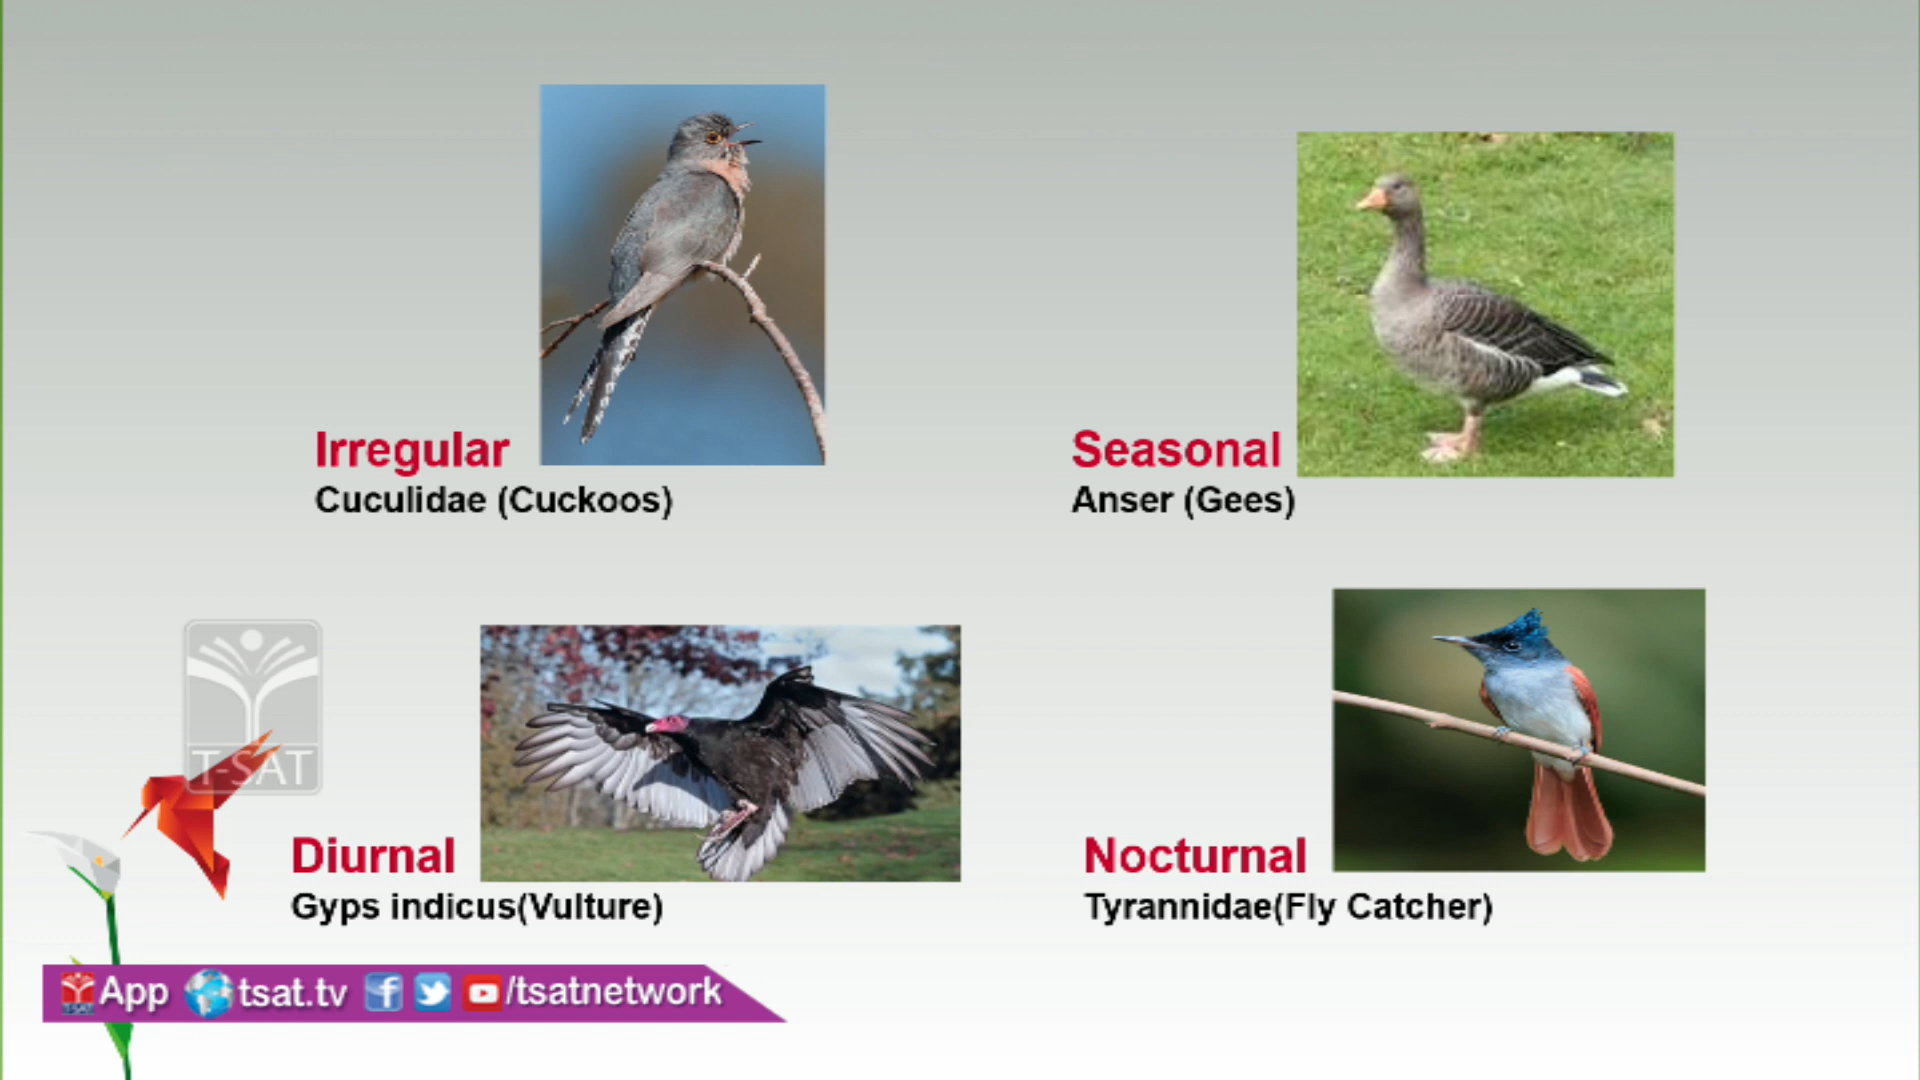 Irregular
Cuculidae (Cuckoos)
Seasonal
Anser (Gees)
T-SAT
Diurnal
Gyps indicus(Vulture)
Nocturnal
Tyrannidae(Fly Catcher)
T-SAT App tsat.tv /tsatnetwork